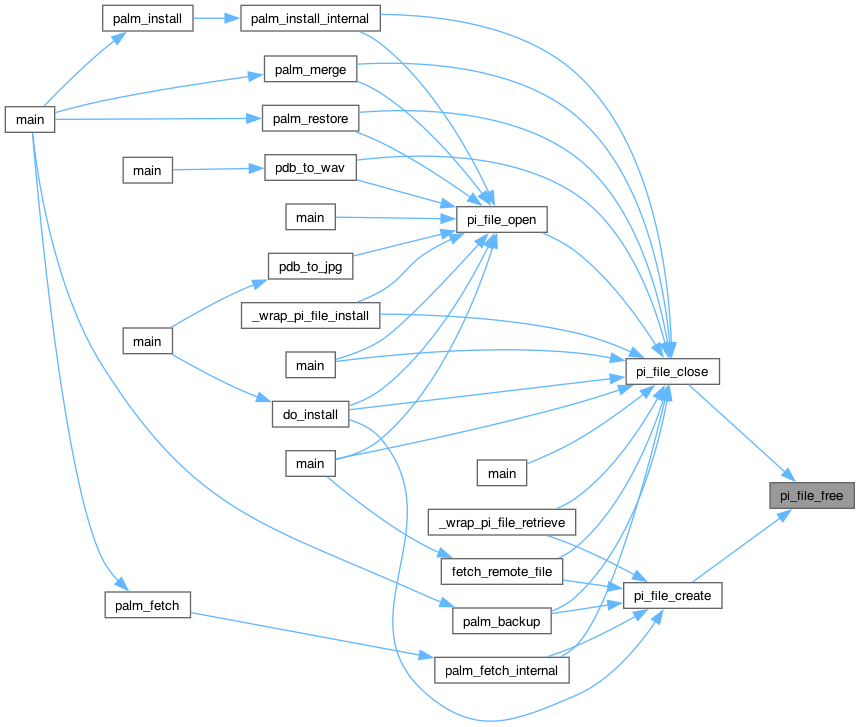 palm_install
palm_install_internal
palm_merge
main
palm_restore
pdb_to_wav
main
main
pi_file_open
pdb_to_jpg
_wrap_pi_file_install
main
main
pi_file_close
do_install
main
main
pi_file_free
_wrap_pi_file_retrieve
fetch_remote_file
pi_file_create
palm_fetch
palm_backup
palm_fetch_internal